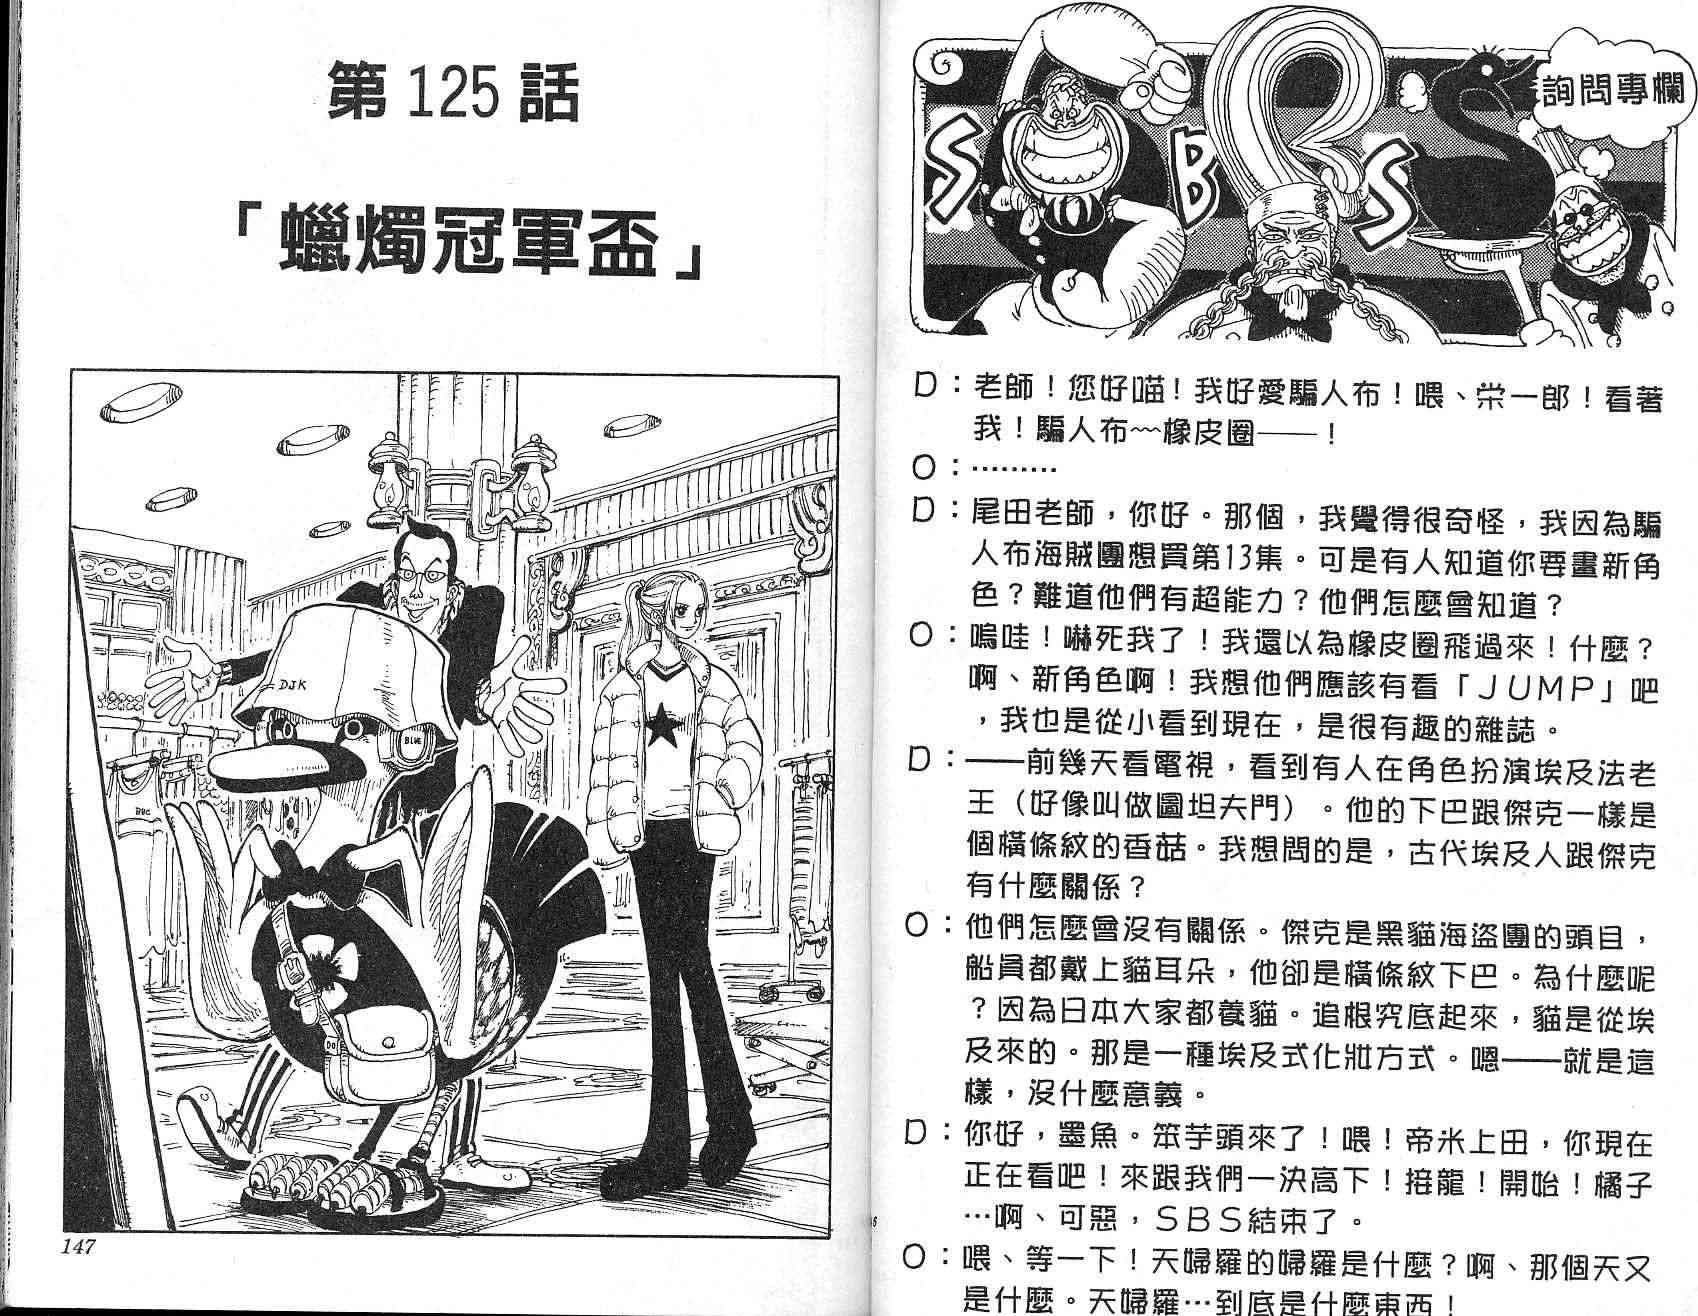 詢問專欄
S B S
D：老師！您好喵！我好愛騙人布！喂、栄一郎！看著
我！騙人布〰橡皮圈──！
O：………
D：尾田老師，你好。那個，我覺得很奇怪，我因為騙
人布海賊團想買第13集。可是有人知道你要畫新角
色？難道他們有超能力？他們怎麼會知道？
O：嗚哇！嚇死我了！我還以為橡皮圈飛過來！什麼？
啊、新角色啊！我想他們應該有看「JUMP」吧
，我也是從小看到現在，是很有趣的雜誌。
D：──前幾天看電視，看到有人在角色扮演埃及法老
王（好像叫做圖坦夫門）。他的下巴跟傑克一樣是
個橫條紋的香菇。我想問的是，古代埃及人跟傑克
有什麼關係？
O：他們怎麼會沒有關係。傑克是黑貓海盜團的頭目，
船員都戴上貓耳朵，他卻是橫條紋下巴。為什麼呢
？因為日本大家都養貓。追根究底起來，貓是從埃
及來的。那是一種埃及式化妝方式。嗯──就是這
樣，沒什麼意義。
D：你好，墨魚。笨芋頭來了！喂！帝米上田，你現在
正在看吧！來跟我們一決高下！接龍！開始！橘子
…啊、可惡，SBS結束了。
O：喂、等一下！天婦羅的婦羅是什麼？啊、那個天又
是什麼。天婦羅…到底是什麼東西！
第125話
「蠟燭冠軍盃」
DJK
BLUE
BBC
DO
147